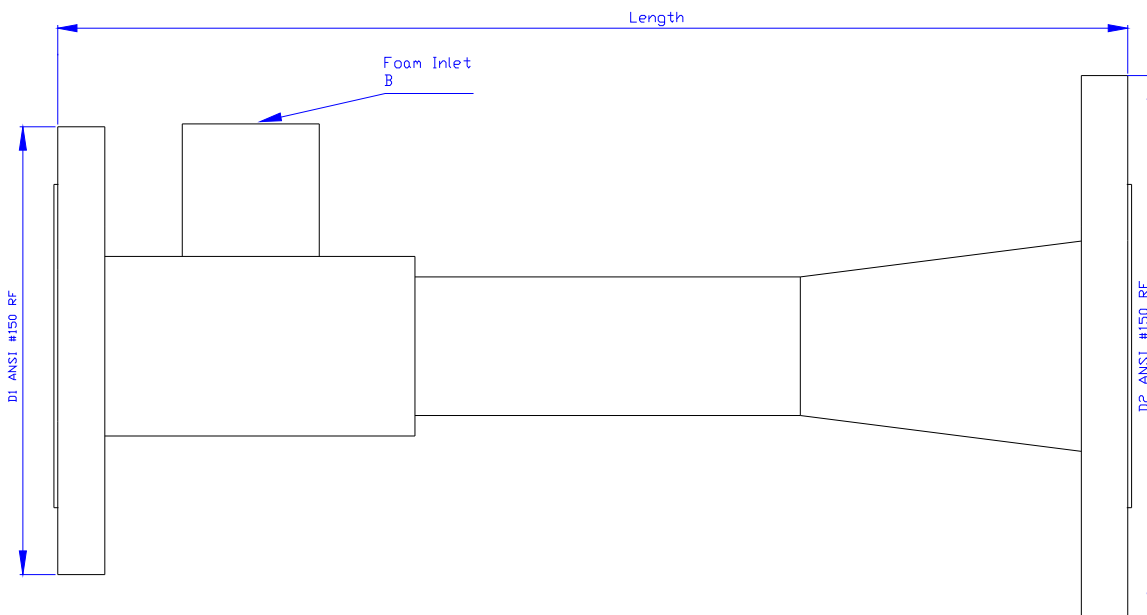 Length
Foam Inlet
B
D1 ANSI #150 RF
D2 ANSI #150 RF